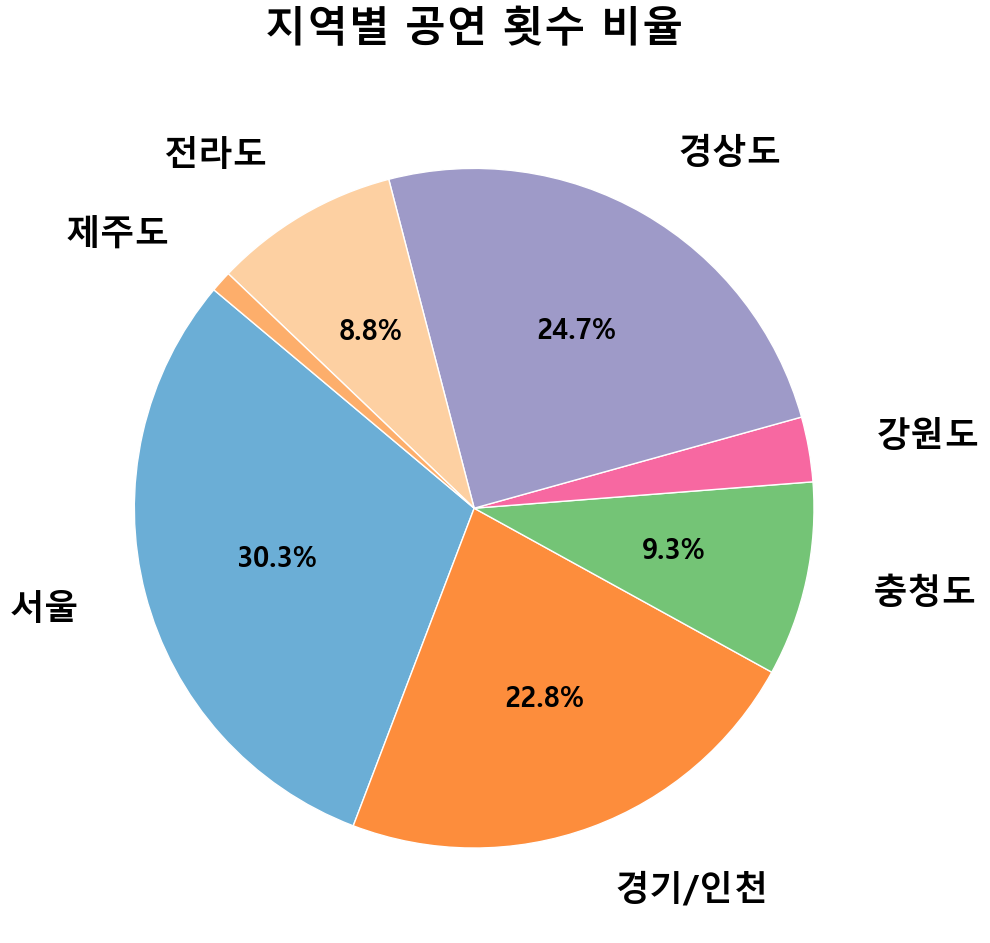 지역별 공연 횟수 비율
전라도
경상도
제주도
8.8%
24.7%
강원도
9.3%
30.3%
충청도
서울
22.8%
경기/인천